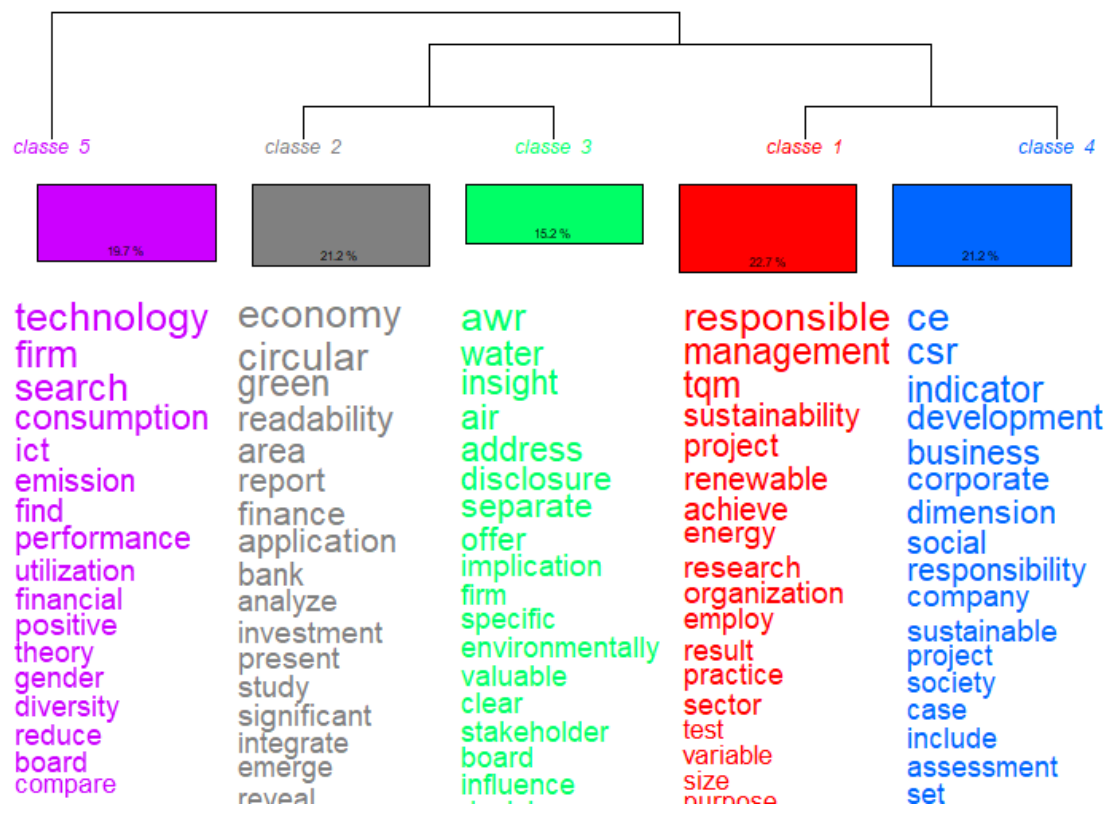 classe 5
classe 2
classe 3
classe 1
classe 4
19.7 %
21.2 %
15.2 %
22.7 %
21.2 %
technology
firm
search
consumption
ict
emission
find
performance
utilization
financial
positive
theory
gender
diversity
reduce
board
compare
economy
circular
green
readability
area
report
finance
application
bank
analyze
investment
present
study
significant
integrate
emerge
reveal
awr
water
insight
air
address
disclosure
separate
offer
implication
firm
specific
environmentally
valuable
clear
stakeholder
board
influence
responsible
management
tqm
sustainability
project
renewable
achieve
energy
research
organization
employ
result
practice
sector
test
variable
size
purpose
ce
csr
indicator
development
business
corporate
dimension
social
responsibility
company
sustainable
project
society
case
include
assessment
set